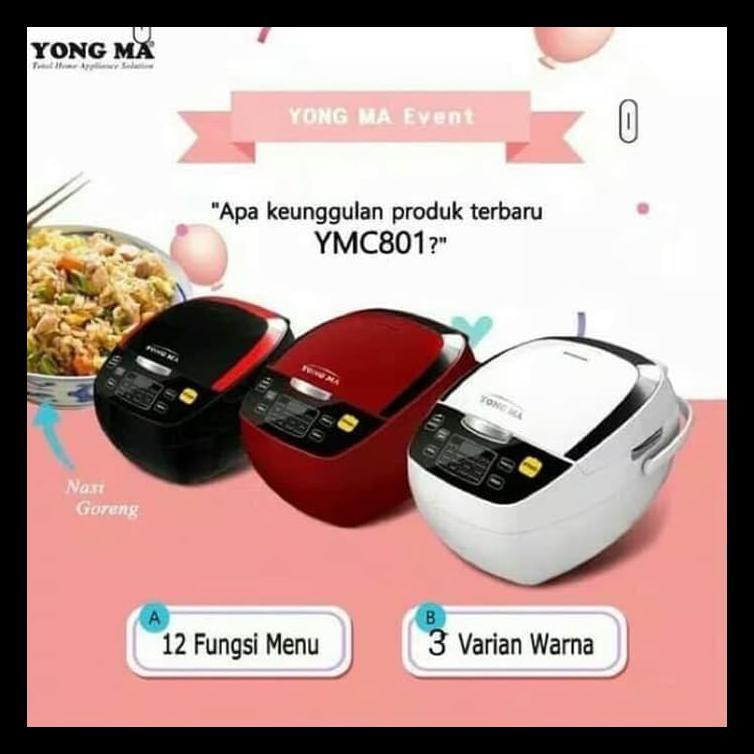 YONG MA
Total Home Appliance Solution
YONG MA Event
"Apa keunggulan produk terbaru
YMC801?"
YONG MA
YONG MA
YONG MA
Nasi
Goreng
A
12 Fungsi Menu
B
3 Varian Warna